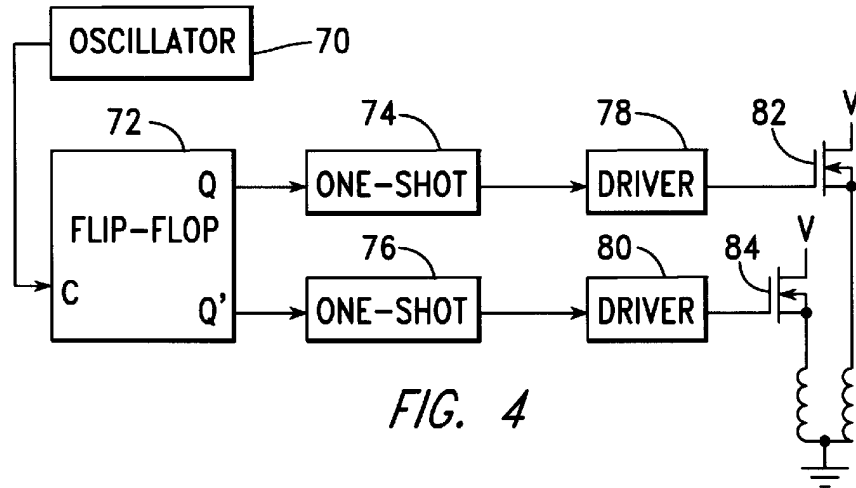 OSCILLATOR 70
72 74 78 82 V
Q ONE-SHOT DRIVER
FLIP-FLOP
76 80 84 V
C Q' ONE-SHOT DRIVER
FIG. 4